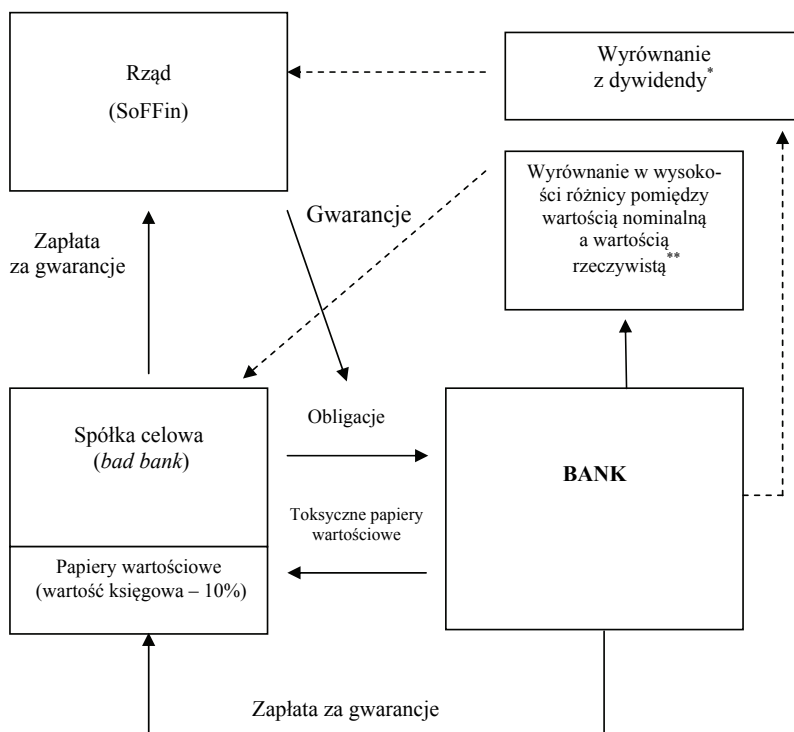 Rząd
(SoFFin)
Wyrównanie
z dywidendy*
Wyrównanie w wysoko-
ści różnicy pomiędzy
wartością nominalną
a wartością
rzeczywistą**
Gwarancje
Zapłata
za gwarancje
Spółka celowa
(bad bank)
Obligacje
BANK
Toksyczne papiery
wartościowe
Papiery wartościowe
(wartość księgowa – 10%)
Zapłata za gwarancje